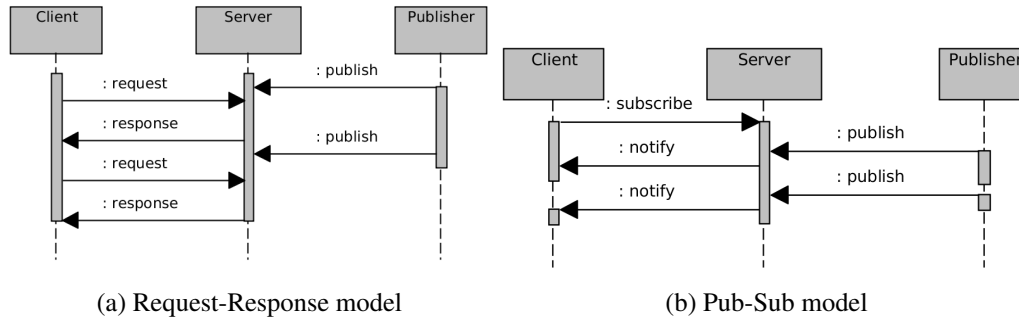 Client Server Publisher
: publish
: request
: response
: publish
: request
: response
(a) Request-Response model
Client Server Publisher
: subscribe
: publish
: notify
: publish
: notify
(b) Pub-Sub model